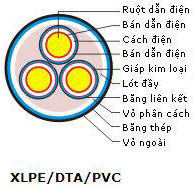 Ruột dẫn điện
Bán dẫn điện
Cách điện
Bán dẫn điện
Giáp kim loại
Lót đầy
Băng liên kết
Vỏ phân cách
Băng thép
Vỏ ngoài
XLPE/DTA/PVC